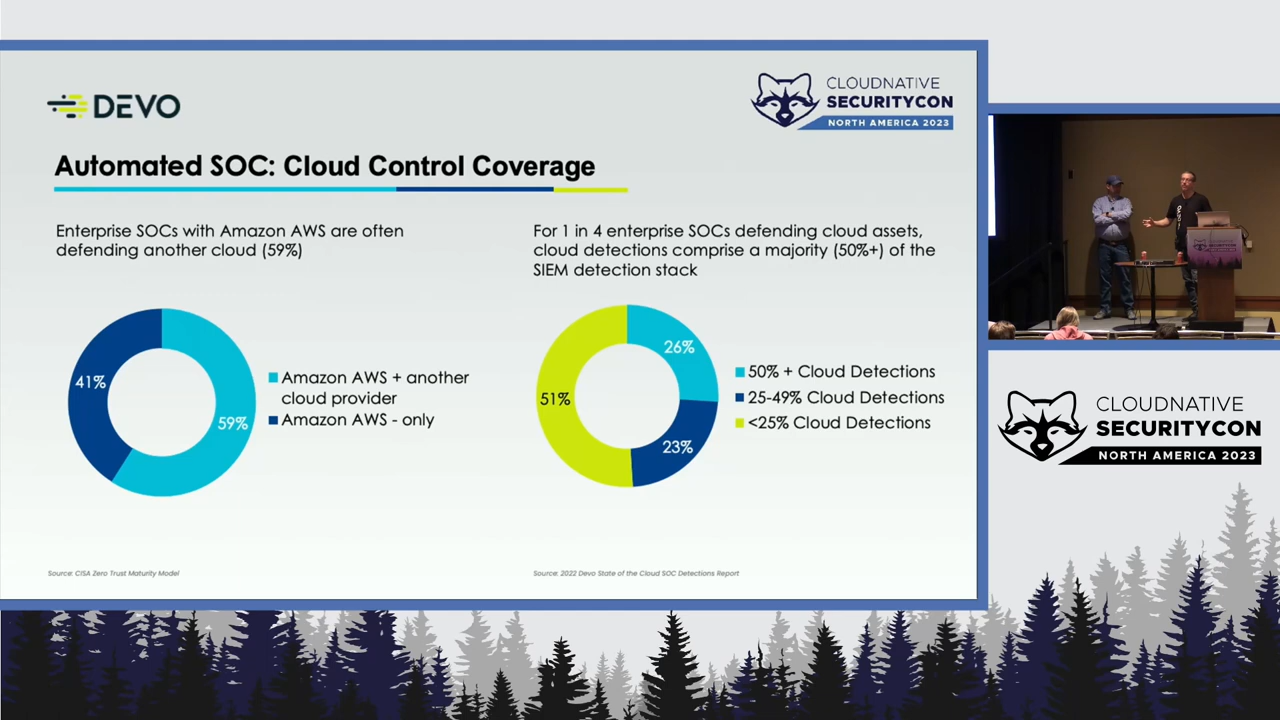 DEVO
CLOUDNATIVE
SECURITYCON
NORTH AMERICA 2023
Automated SOC: Cloud Control Coverage
Enterprise SOCs with Amazon AWS are often
defending another cloud (59%)
41%
59%
Amazon AWS + another
cloud provider
Amazon AWS - only
Source: CISA Zero Trust Maturity Model
For 1 in 4 enterprise SOCs defending cloud assets,
cloud detections comprise a majority (50%+) of the
SIEM detection stack
26%
51%
23%
50% + Cloud Detections
25-49% Cloud Detections
<25% Cloud Detections
Source: 2022 Devo State of the Cloud SOC Detections Report
CLOUDNATIVE
SECURITYCON
NORTH AMERICA 2023